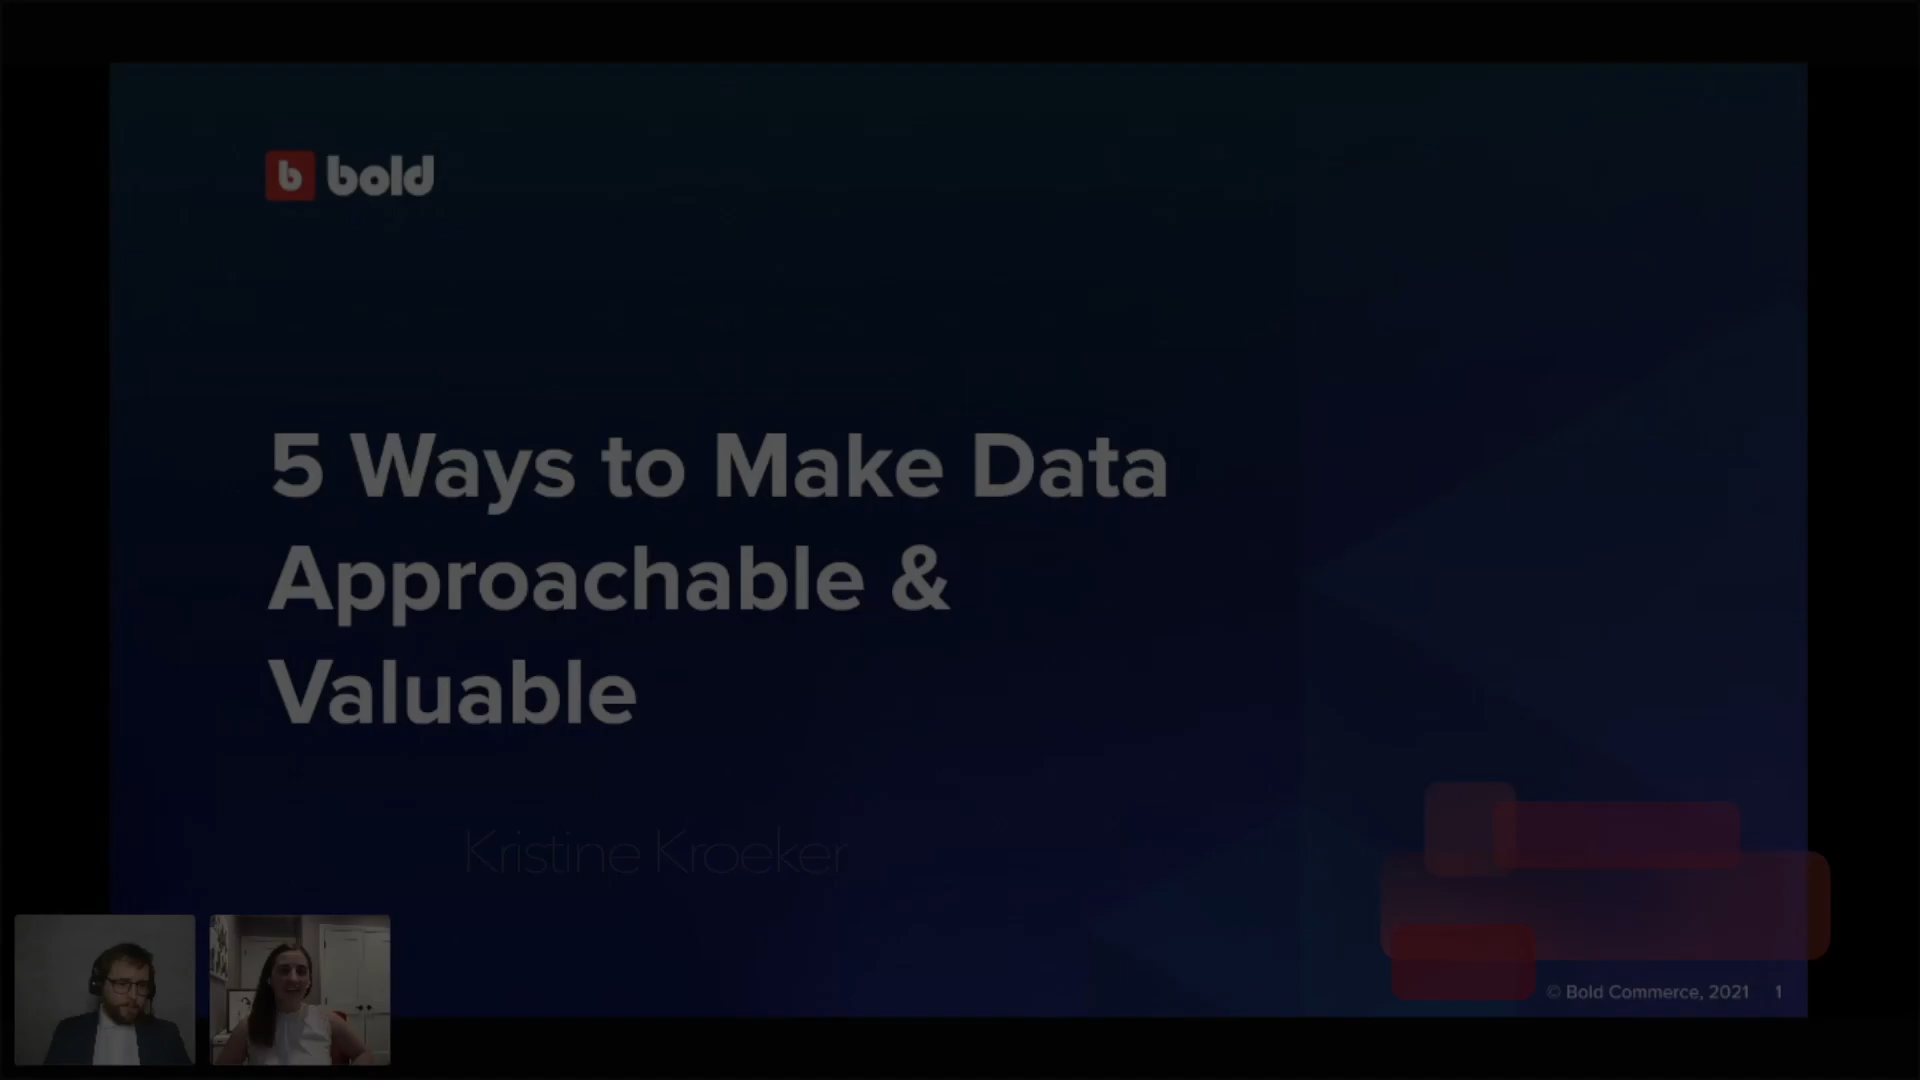 b bold
5 Ways to Make Data
Approachable &
Valuable
Kristine Kroeker
© Bold Commerce, 2021 1